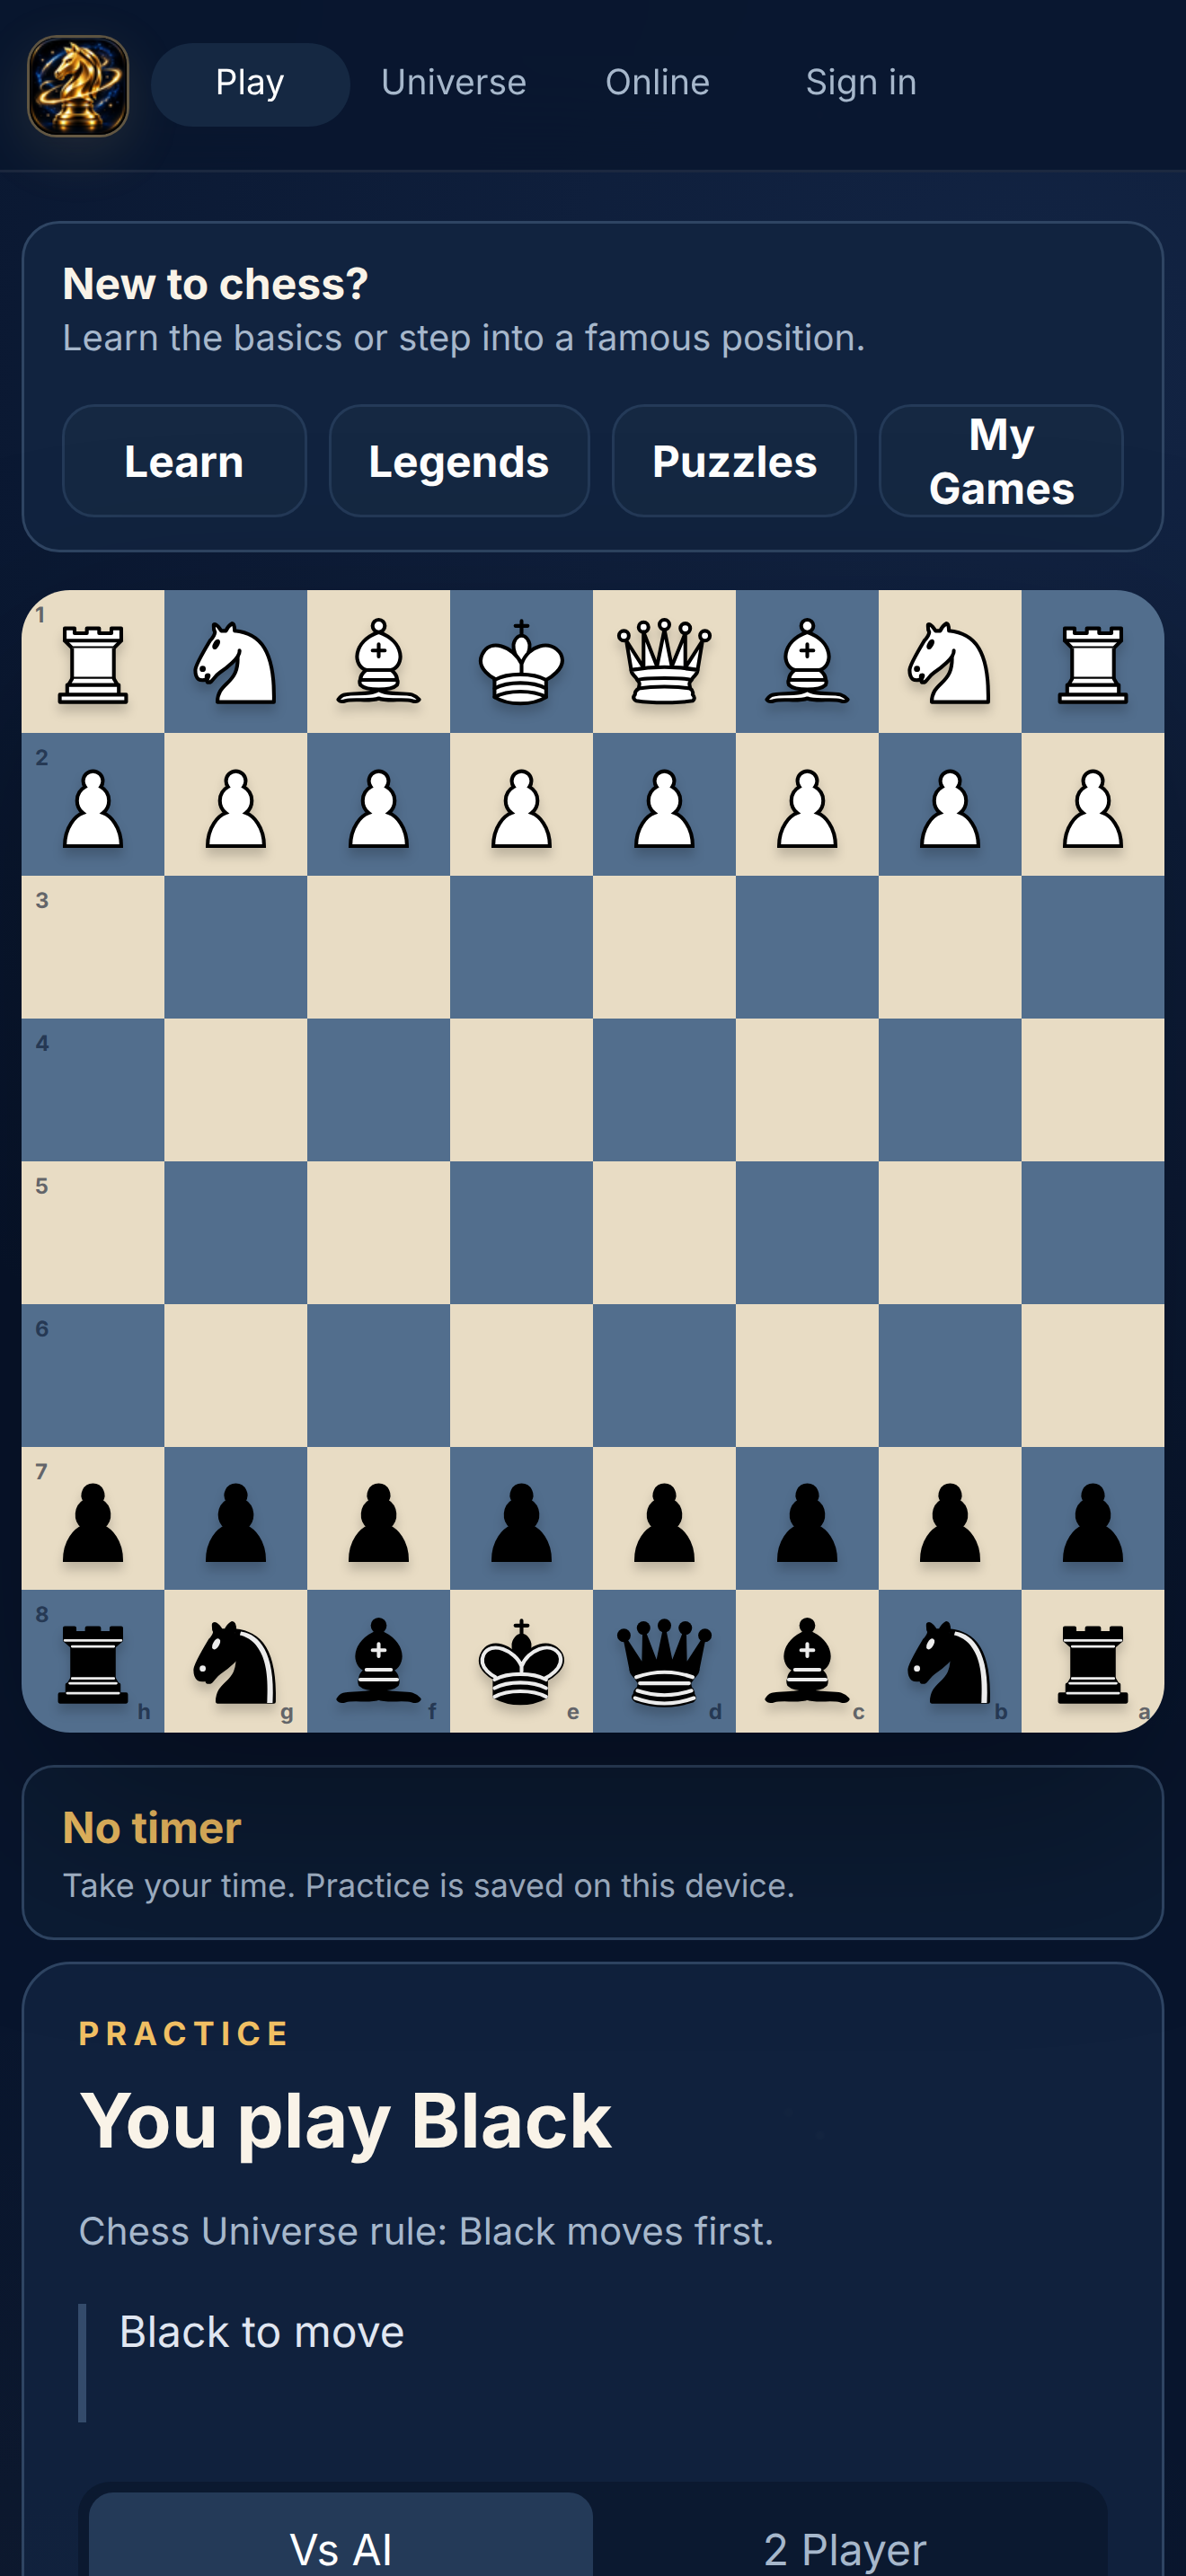 Play Universe Online Sign in
New to chess?
Learn the basics or step into a famous position.
Learn Legends Puzzles My Games
1
2
3
4
5
6
7
8
h g f e d c b a
No timer
Take your time. Practice is saved on this device.
PRACTICE
You play Black
Chess Universe rule: Black moves first.
Black to move
Vs AI 2 Player